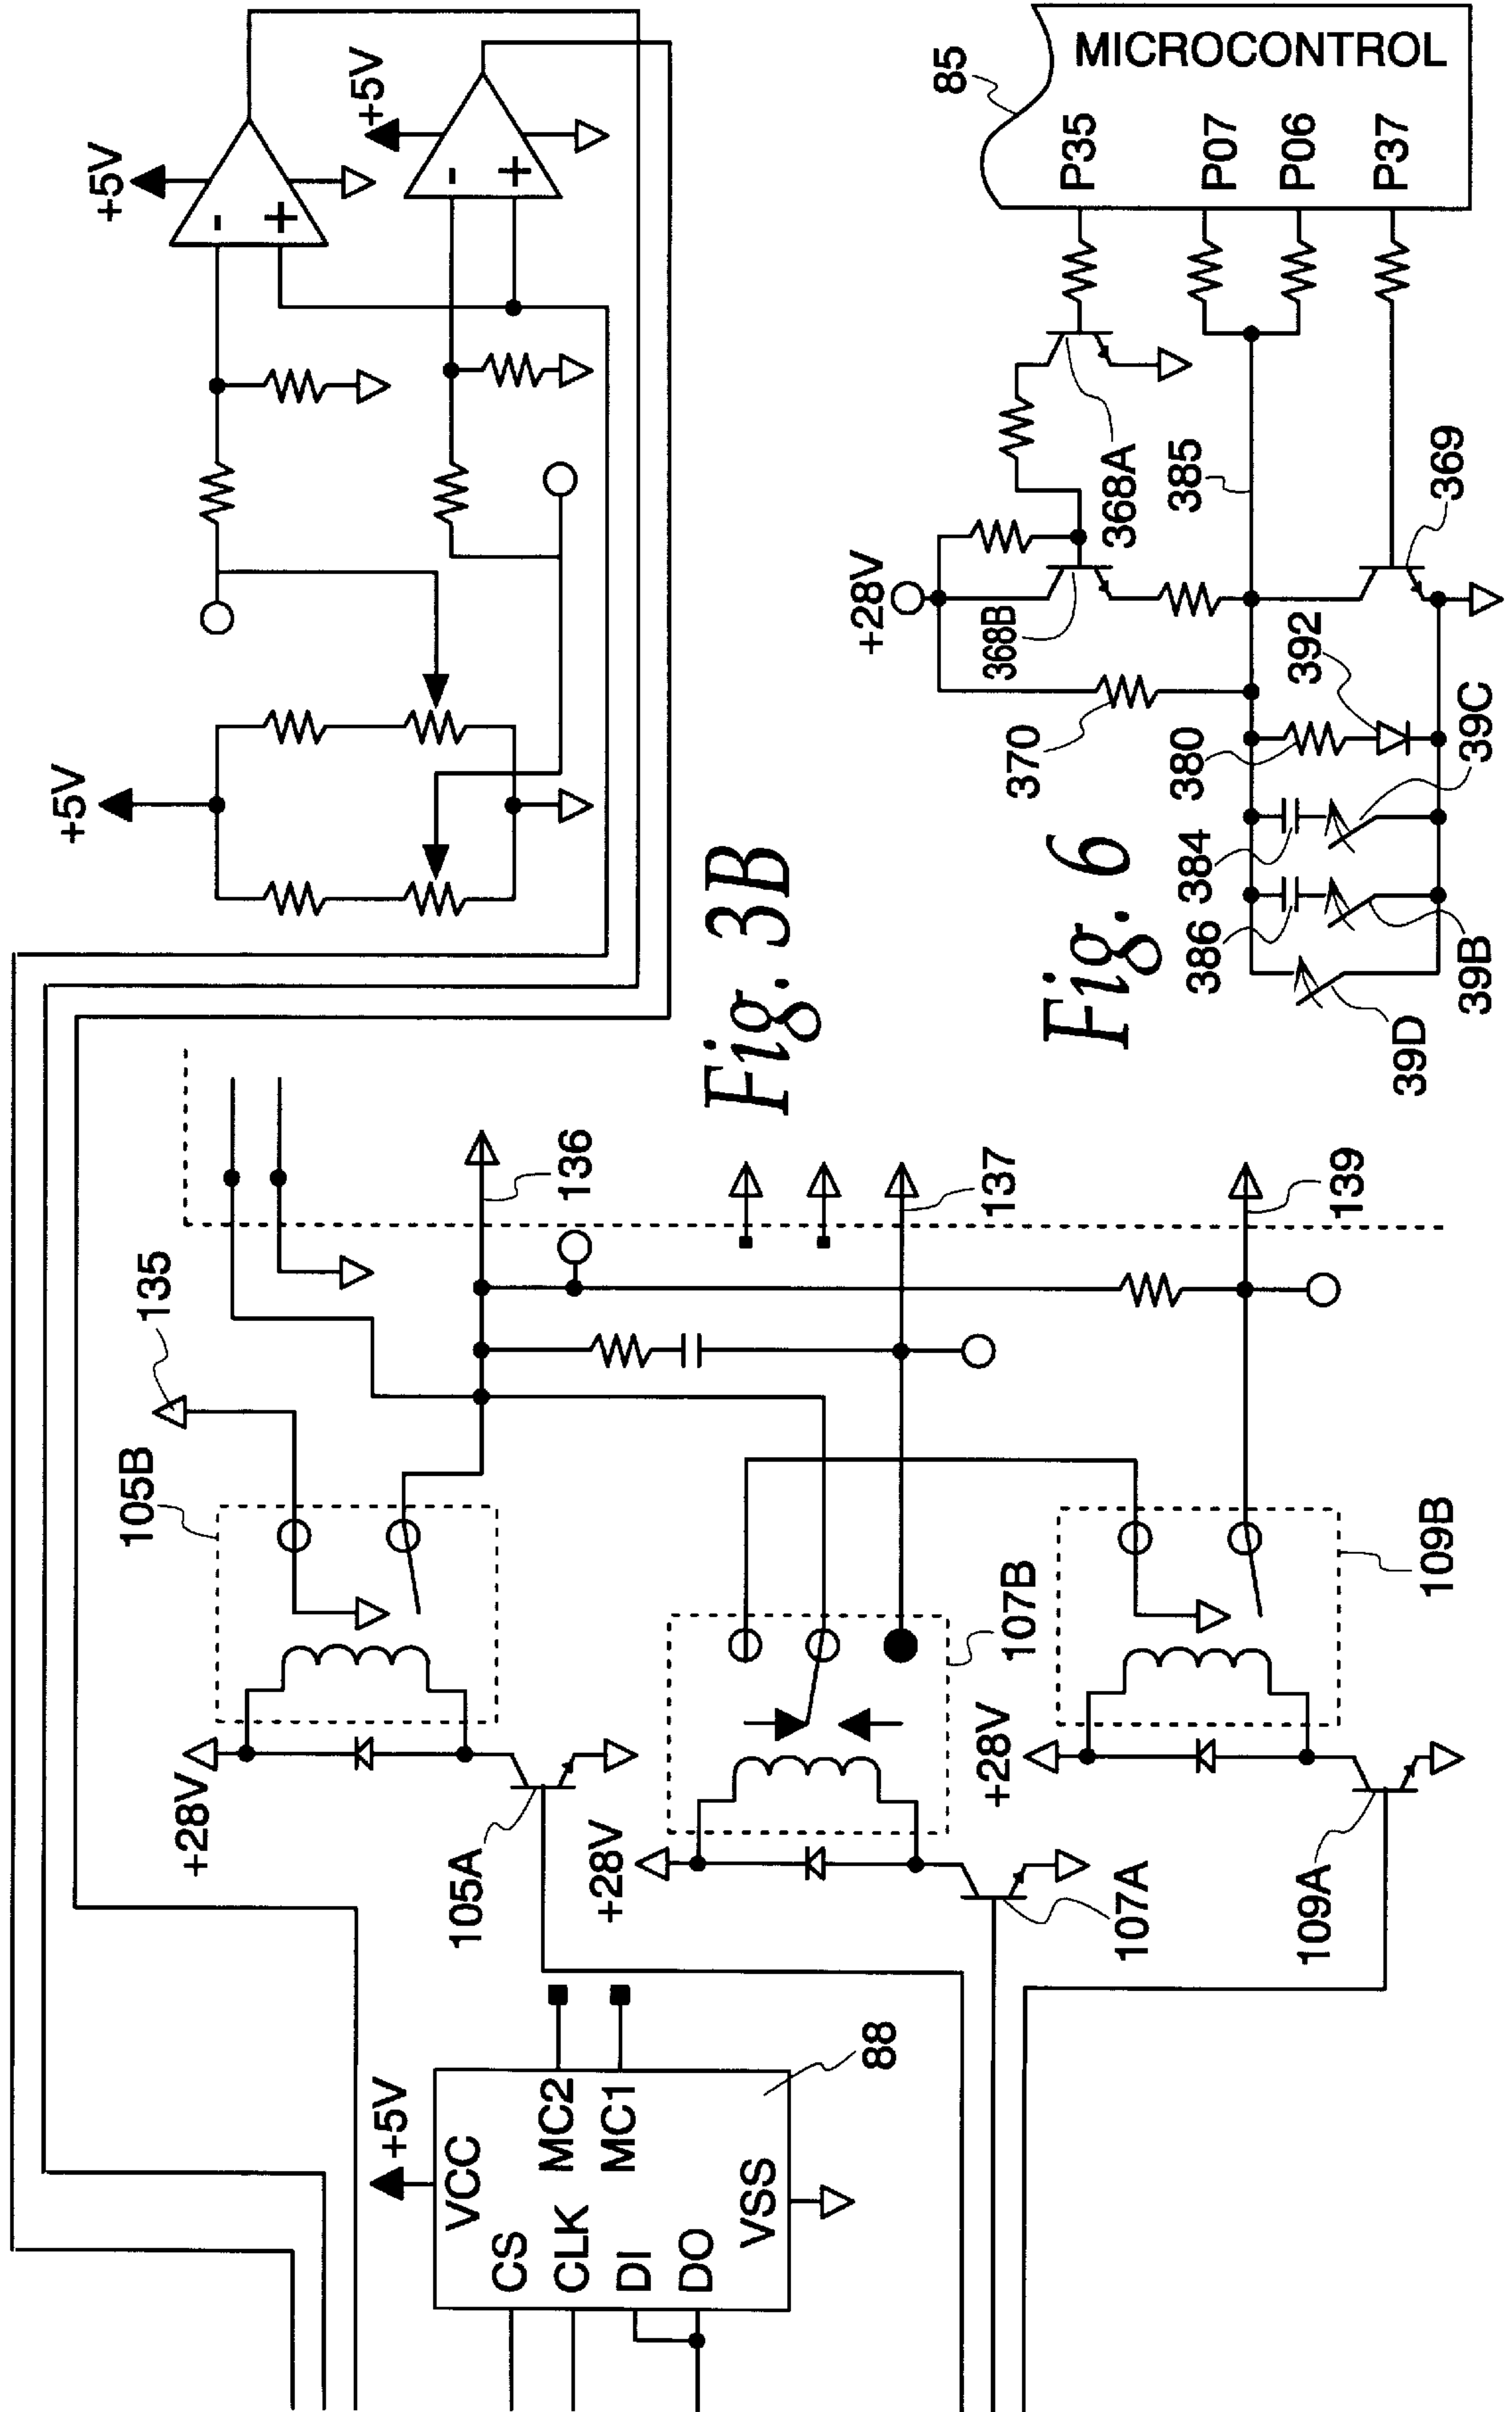 +5V
-
+
+5V
-
+
+5V
Fig. 3B
135
136
137
139
105B
+28V
105A
107B
+28V
107A
109B
+28V
109A
+5V
VCC
CS
CLK
DI
DO
VSS
MC2
MC1
88
MICROCONTROL
85
P35
P07
P06
P37
368A
385
369
+28V
368B
370
392
380
39C
384
386
39B
39D
Fig. 6